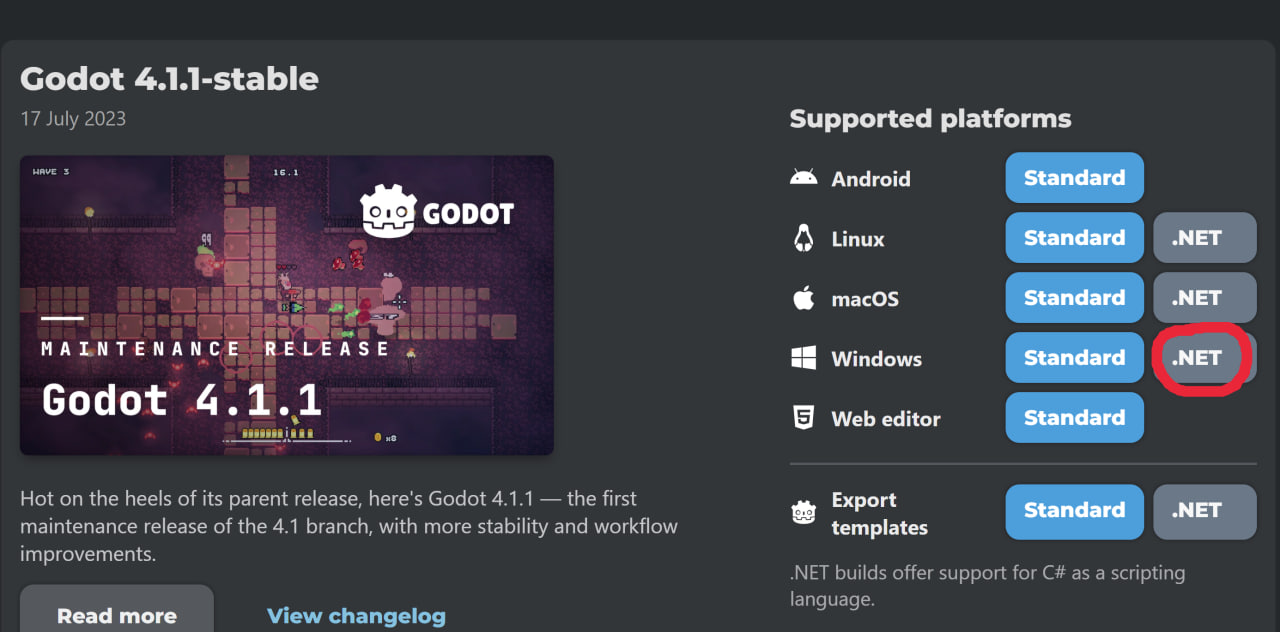 Godot 4.1.1-stable
17 July 2023
WAVE 3
16.1
GODOT
MAINTENANCE RELEASE
Godot 4.1.1
x8
Hot on the heels of its parent release, here's Godot 4.1.1 — the first
maintenance release of the 4.1 branch, with more stability and workflow
improvements.
Read more
View changelog
Supported platforms
Android Standard
Linux Standard .NET
macOS Standard .NET
Windows Standard .NET
Web editor Standard
Export
templates
Standard .NET
.NET builds offer support for C# as a scripting
language.